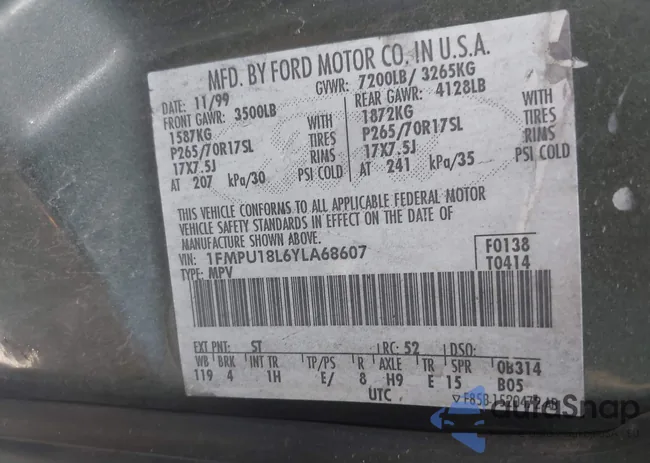 MFD. BY FORD MOTOR CO. IN U.S.A.
DATE: 11/99 GVWR: 7200LB/ 3265KG
FRONT GAWR: 3500LB REAR GAWR: 4128LB
1587KG WITH 1872KG WITH
P265/70R17SL TIRES P265/70R17SL TIRES
17X7.5J RIMS 17X7.5J RIMS
AT 207 kPa/30 PSI COLD AT 241 kPa/35 PSI COLD
THIS VEHICLE CONFORMS TO ALL APPLICABLE FEDERAL MOTOR
VEHICLE SAFETY STANDARDS IN EFFECT ON THE DATE OF
MANUFACTURE SHOWN ABOVE.
VIN: 1FMPU18L6YLA68607 F0138
TYPE: MPV T0414
EXT PNT: ST RC: 52 DSO:
WB BRK INT TR TP/PS R AXLE TR SPR 0B314
119 4 1H E/ 8 H9 E 15 B05
UTC
autoSnap